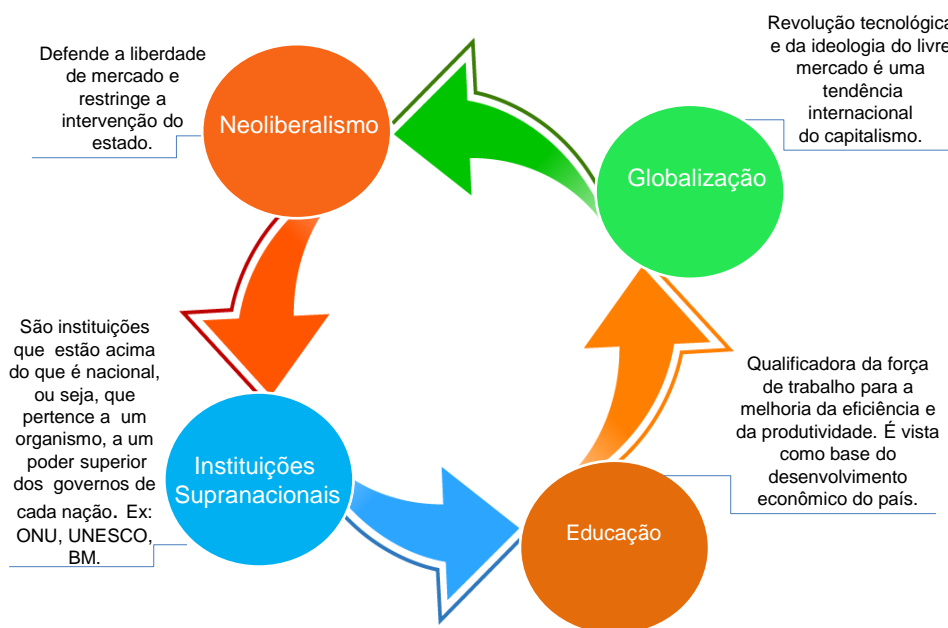 Defende a liberdade
de mercado e
restringe a
intervenção do
estado.
Neoliberalismo
Revolução tecnológica
e da ideologia do livre
mercado é uma
tendência
internacional
do capitalismo.
Globalização
São instituições
que estão acima
do que é nacional,
ou seja, que
pertence a um
organismo, a um
poder superior
dos governos de
cada nação. Ex:
ONU, UNESCO,
BM.
Instituições
Supranacionais
Qualificadora da força
de trabalho para a
melhoria da eficiência e
da produtividade. É vista
como base do
desenvolvimento
econômico do país.
Educação